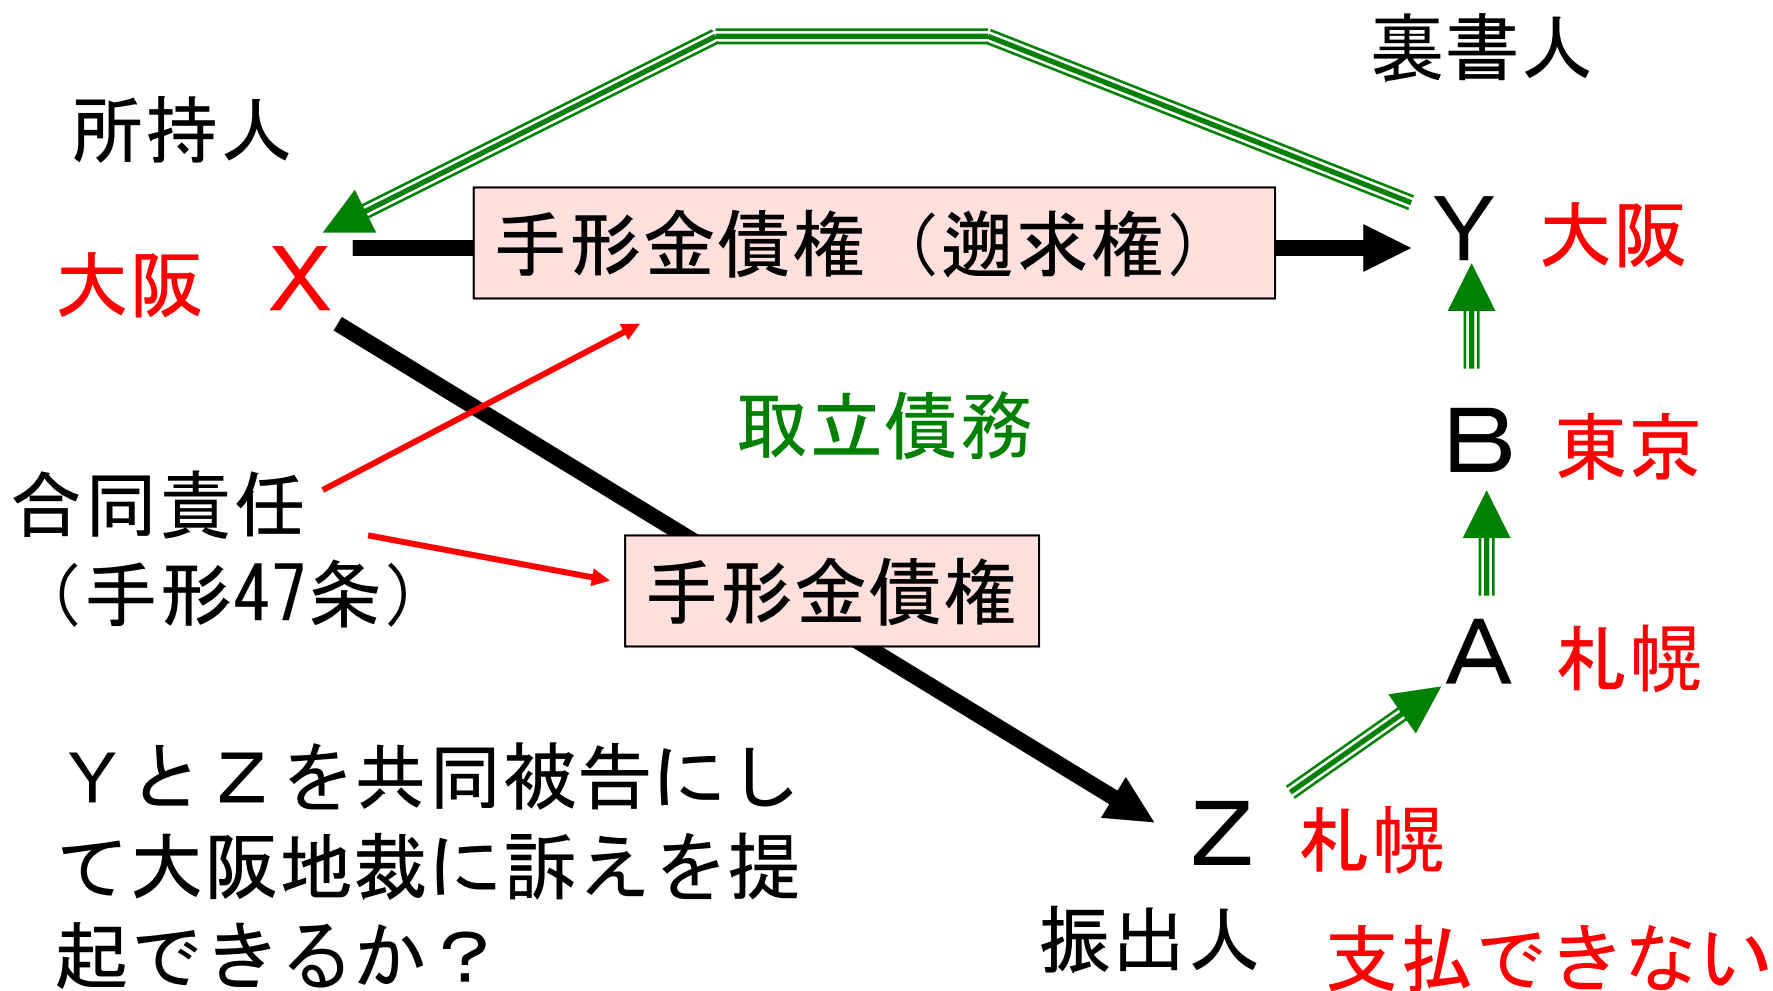 裏書人
所持人
手形金債権（遡求権）
Ｙ 大阪
大阪 Ｘ
取立債務
Ｂ 東京
合同責任
（手形47条）
手形金債権
Ａ 札幌
ＹとＺを共同被告にし
て大阪地裁に訴えを提
起できるか？
Ｚ 札幌
振出人
支払できない